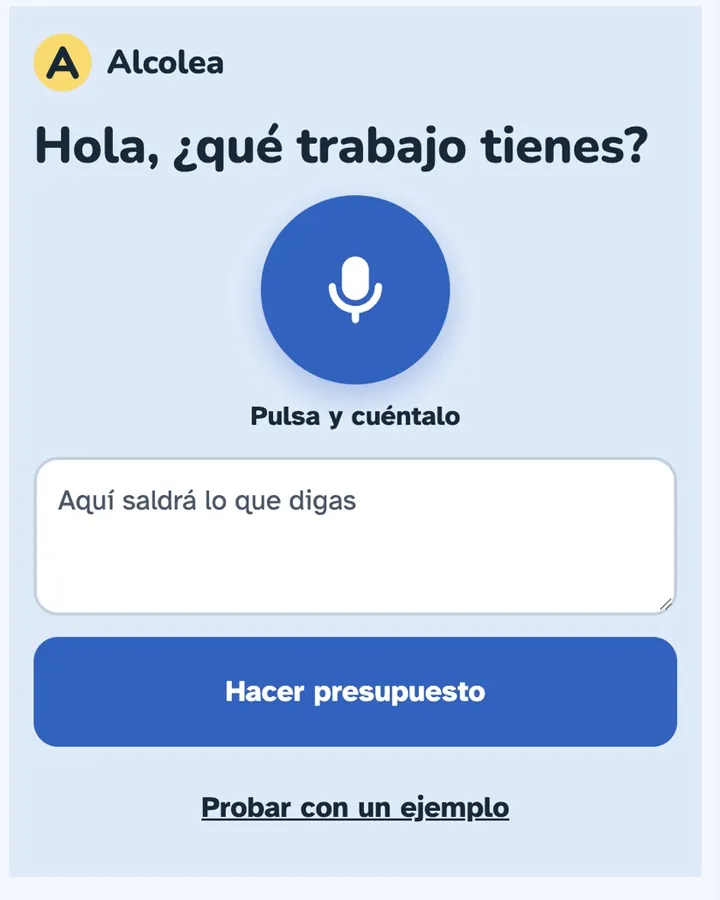 A Alcolea
Hola, ¿qué trabajo tienes?
Pulsa y cuéntalo
Aquí saldrá lo que digas
Hacer presupuesto
Probar con un ejemplo